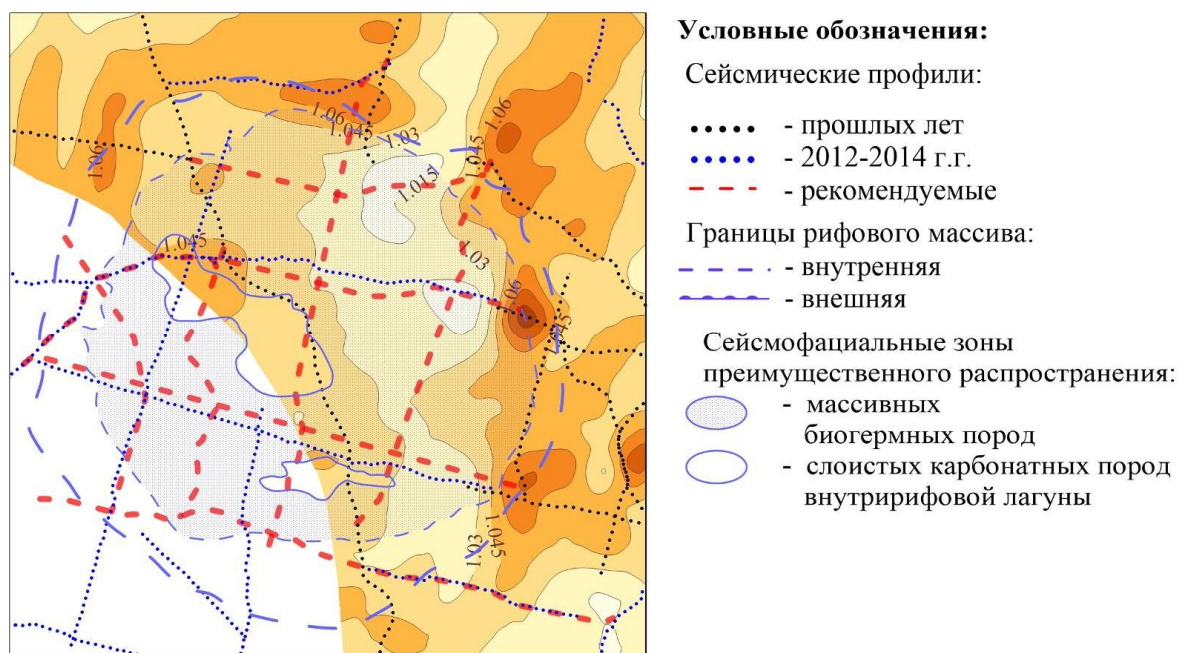 Условные обозначения:
Сейсмические профили:
- прошлых лет
- 2012-2014 г.г.
- рекомендуемые
Границы рифового массива:
- внутренняя
- внешняя
Сейсмофациальные зоны
преимущественного распространения:
- массивных
биогермных пород
- слоистых карбонатных пород
внутририфовой лагуны
1.06
1.045
1.03
1.045
1.06
1.06
1.015
1.045
1.03
1.06
1.03
1.045